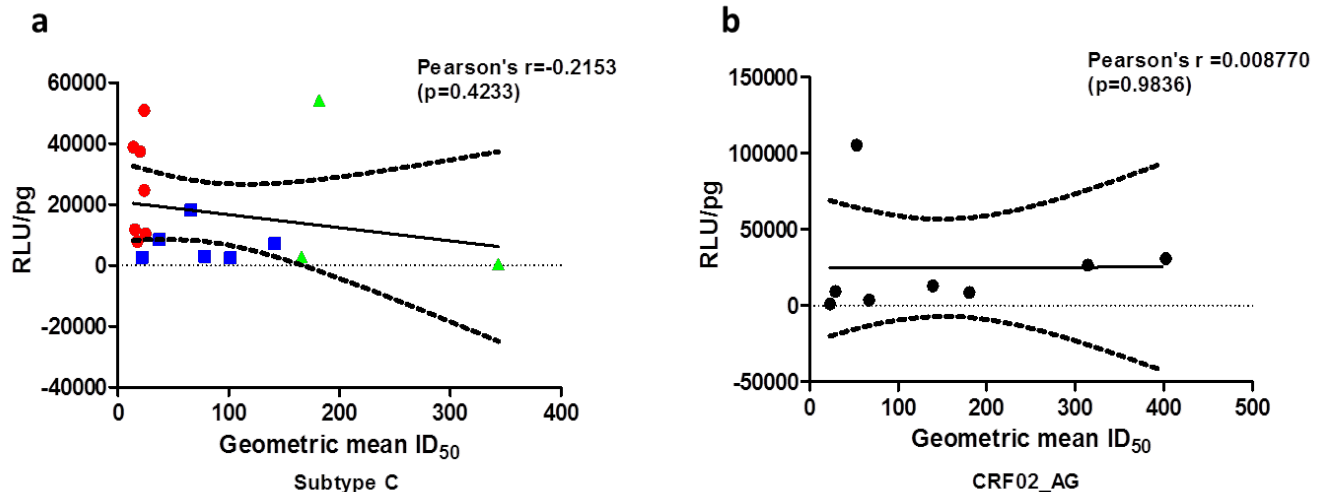 a
Pearson's r=-0.2153
(p=0.4233)
60000
40000
20000
0
-20000
-40000
RLU/pg
0 100 200 300 400
Geometric mean ID50
Subtype C
b
Pearson's r =0.008770
(p=0.9836)
150000
100000
50000
0
-50000
RLU/pg
0 100 200 300 400 500
Geometric mean ID50
CRF02_AG